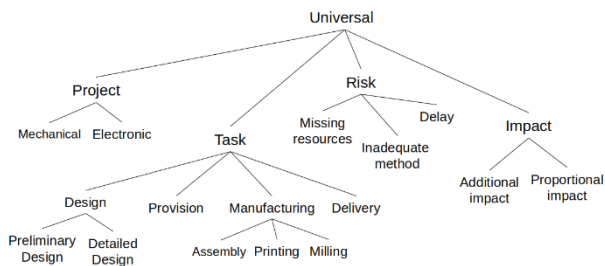 Universal
Project
Risk
Impact
Mechanical Electronic
Missing
resources
Inadequate
method
Delay
Task
Additional
impact
Proportional
impact
Design
Provision
Manufacturing
Delivery
Preliminary
Design
Detailed
Design
Assembly Printing Milling